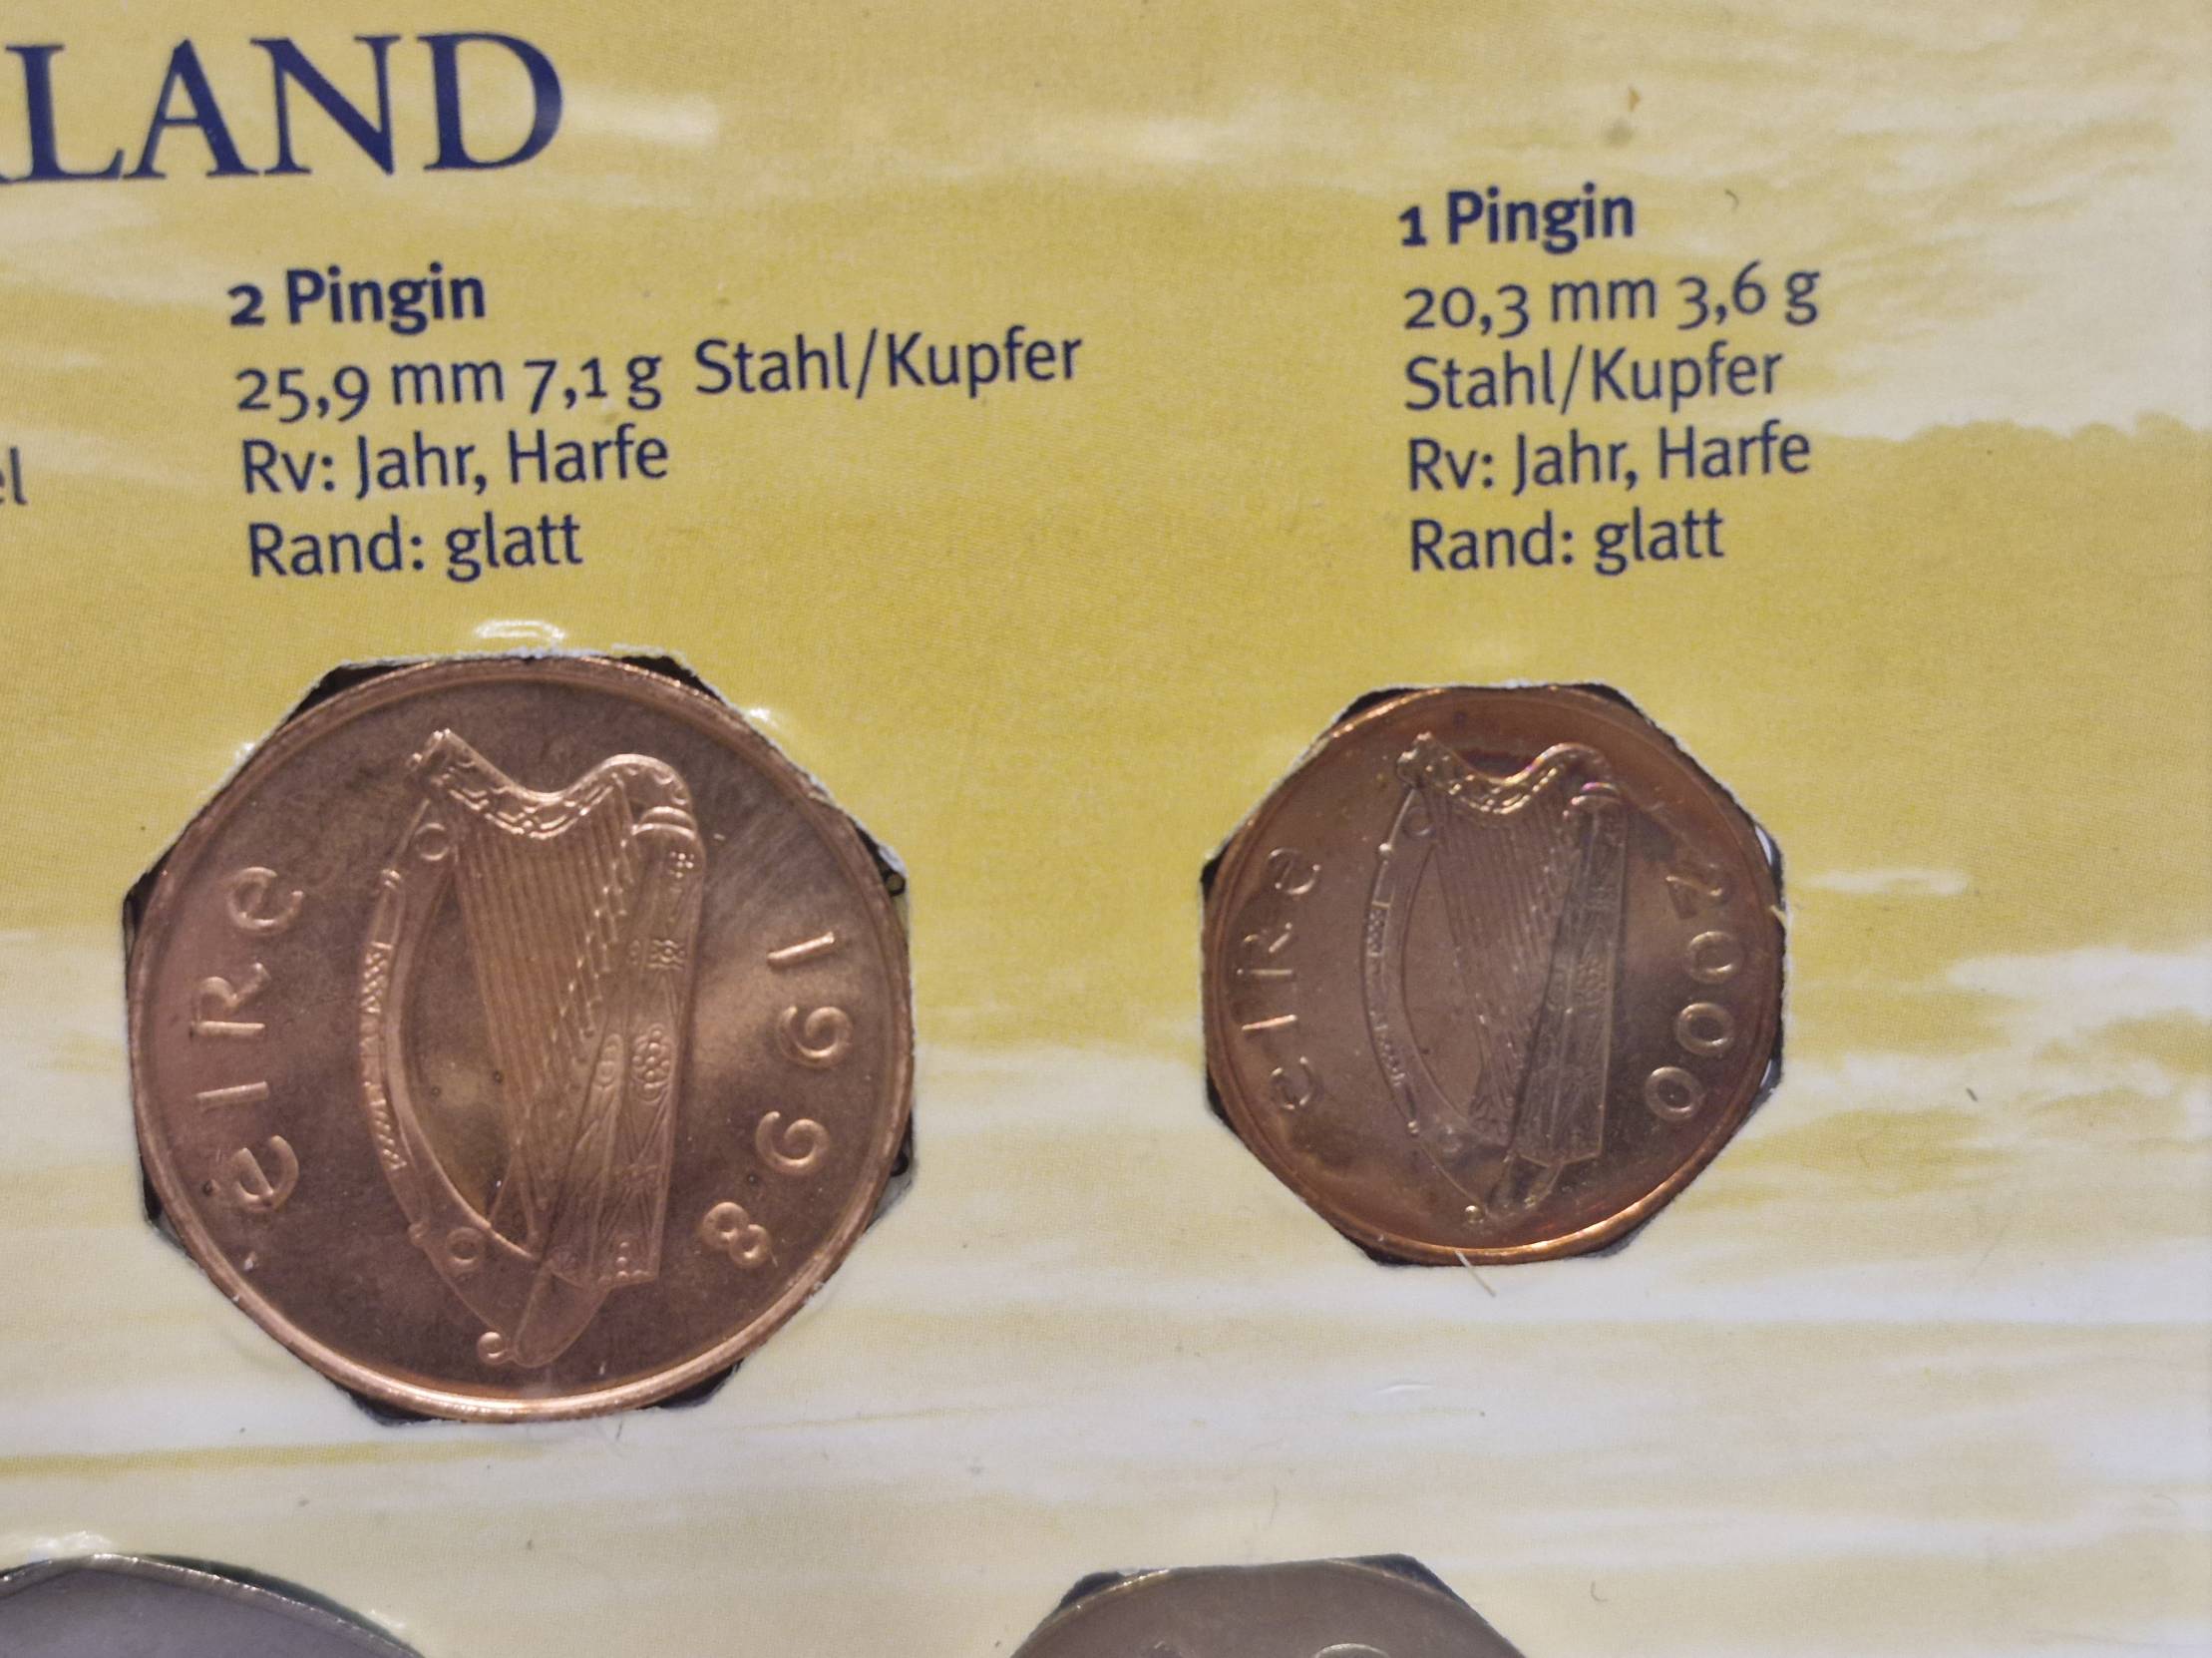 LAND
2 Pingin
25,9 mm 7,1 g Stahl/Kupfer
Rv: Jahr, Harfe
Rand: glatt
1 Pingin
20,3 mm 3,6 g
Stahl/Kupfer
Rv: Jahr, Harfe
Rand: glatt
el
éIRe
1998
éIRe
2000